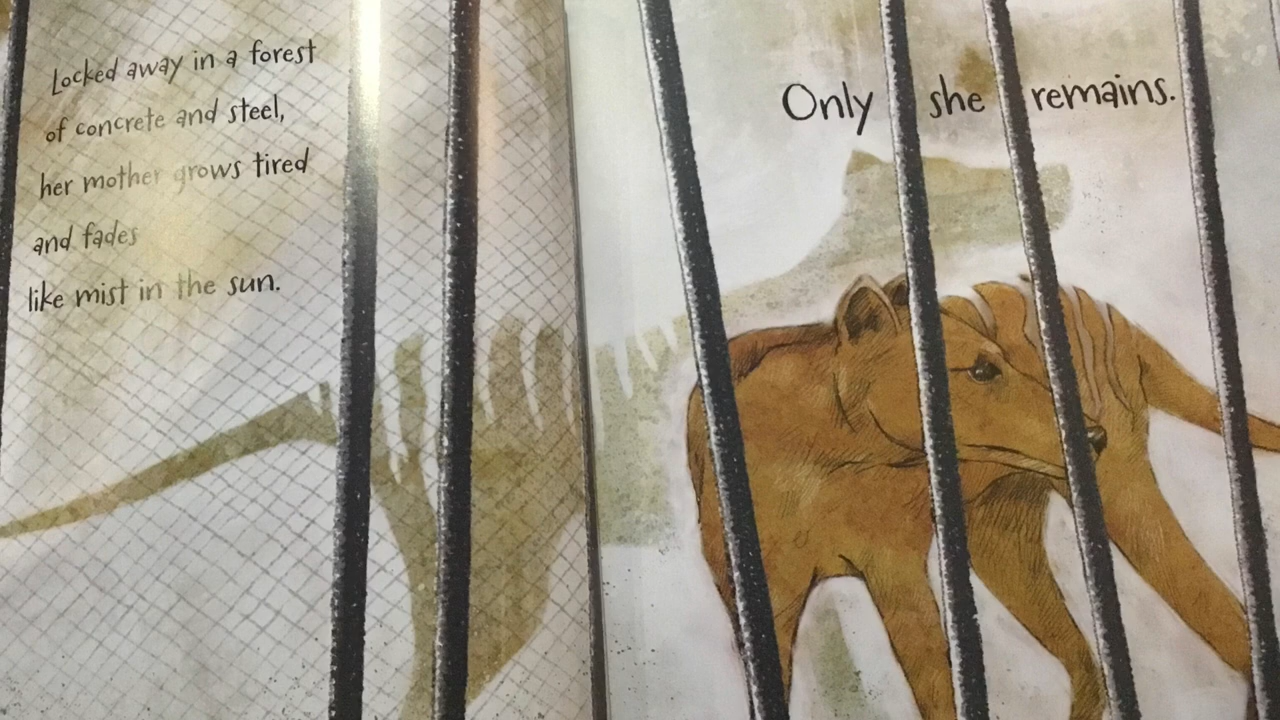 Locked away in a forest
of concrete and steel,
her mother grows tired
and fades
like mist in the sun.
Only she remains.